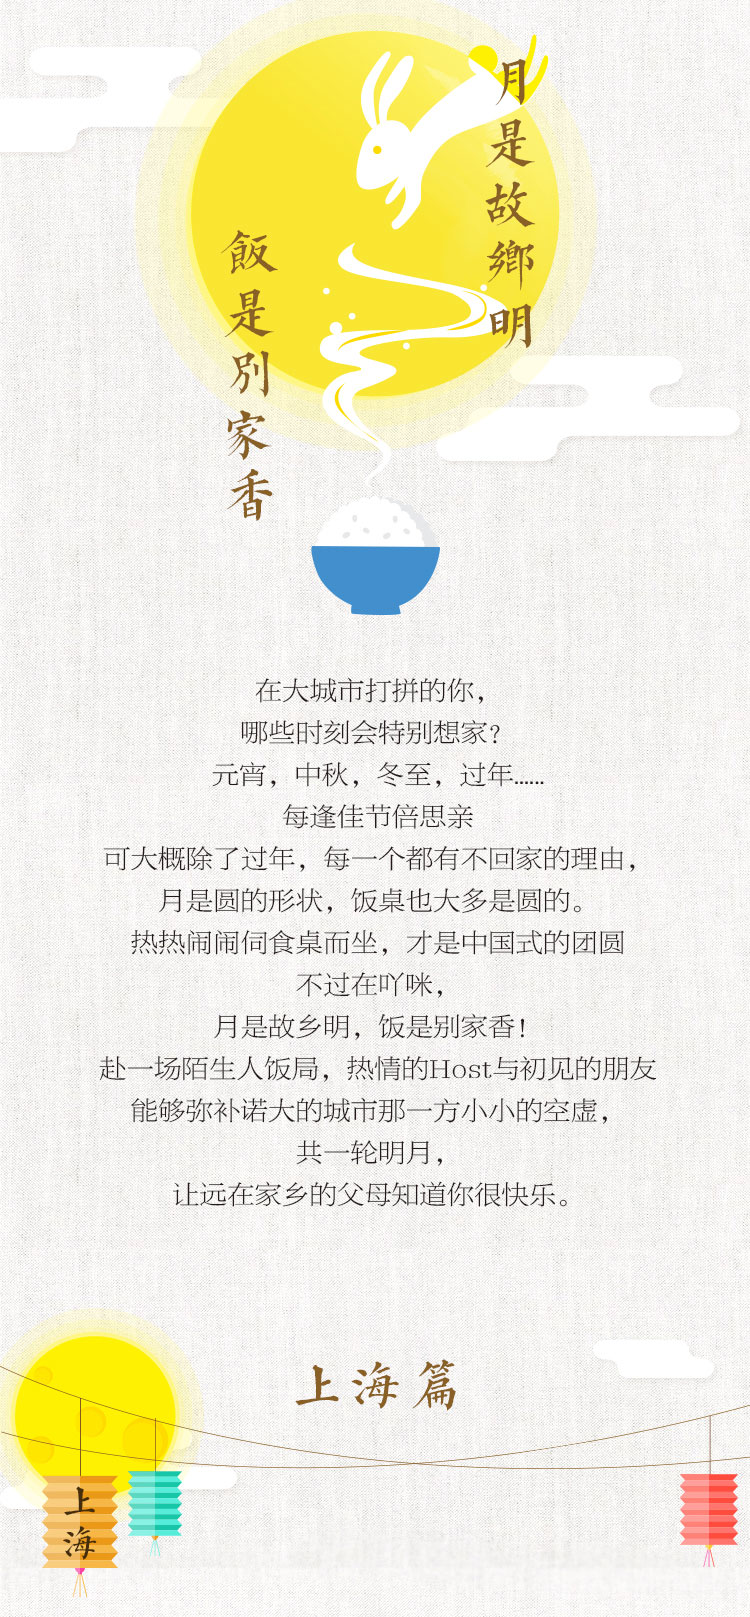 月是故鄉明
飯是別家香
在大城市打拼的你，
哪些时刻会特别想家？
元宵，中秋，冬至，过年……
每逢佳节倍思亲
可大概除了过年，每一个都有不回家的理由，
月是圆的形状，饭桌也大多是圆的。
热热闹闹伺食桌而坐，才是中国式的团圆
不过在吖咪，
月是故乡明，饭是别家香！
赴一场陌生人饭局，热情的Host与初见的朋友
能够弥补诺大的城市那一方小小的空虚，
共一轮明月，
让远在家乡的父母知道你很快乐。
上海篇
上海